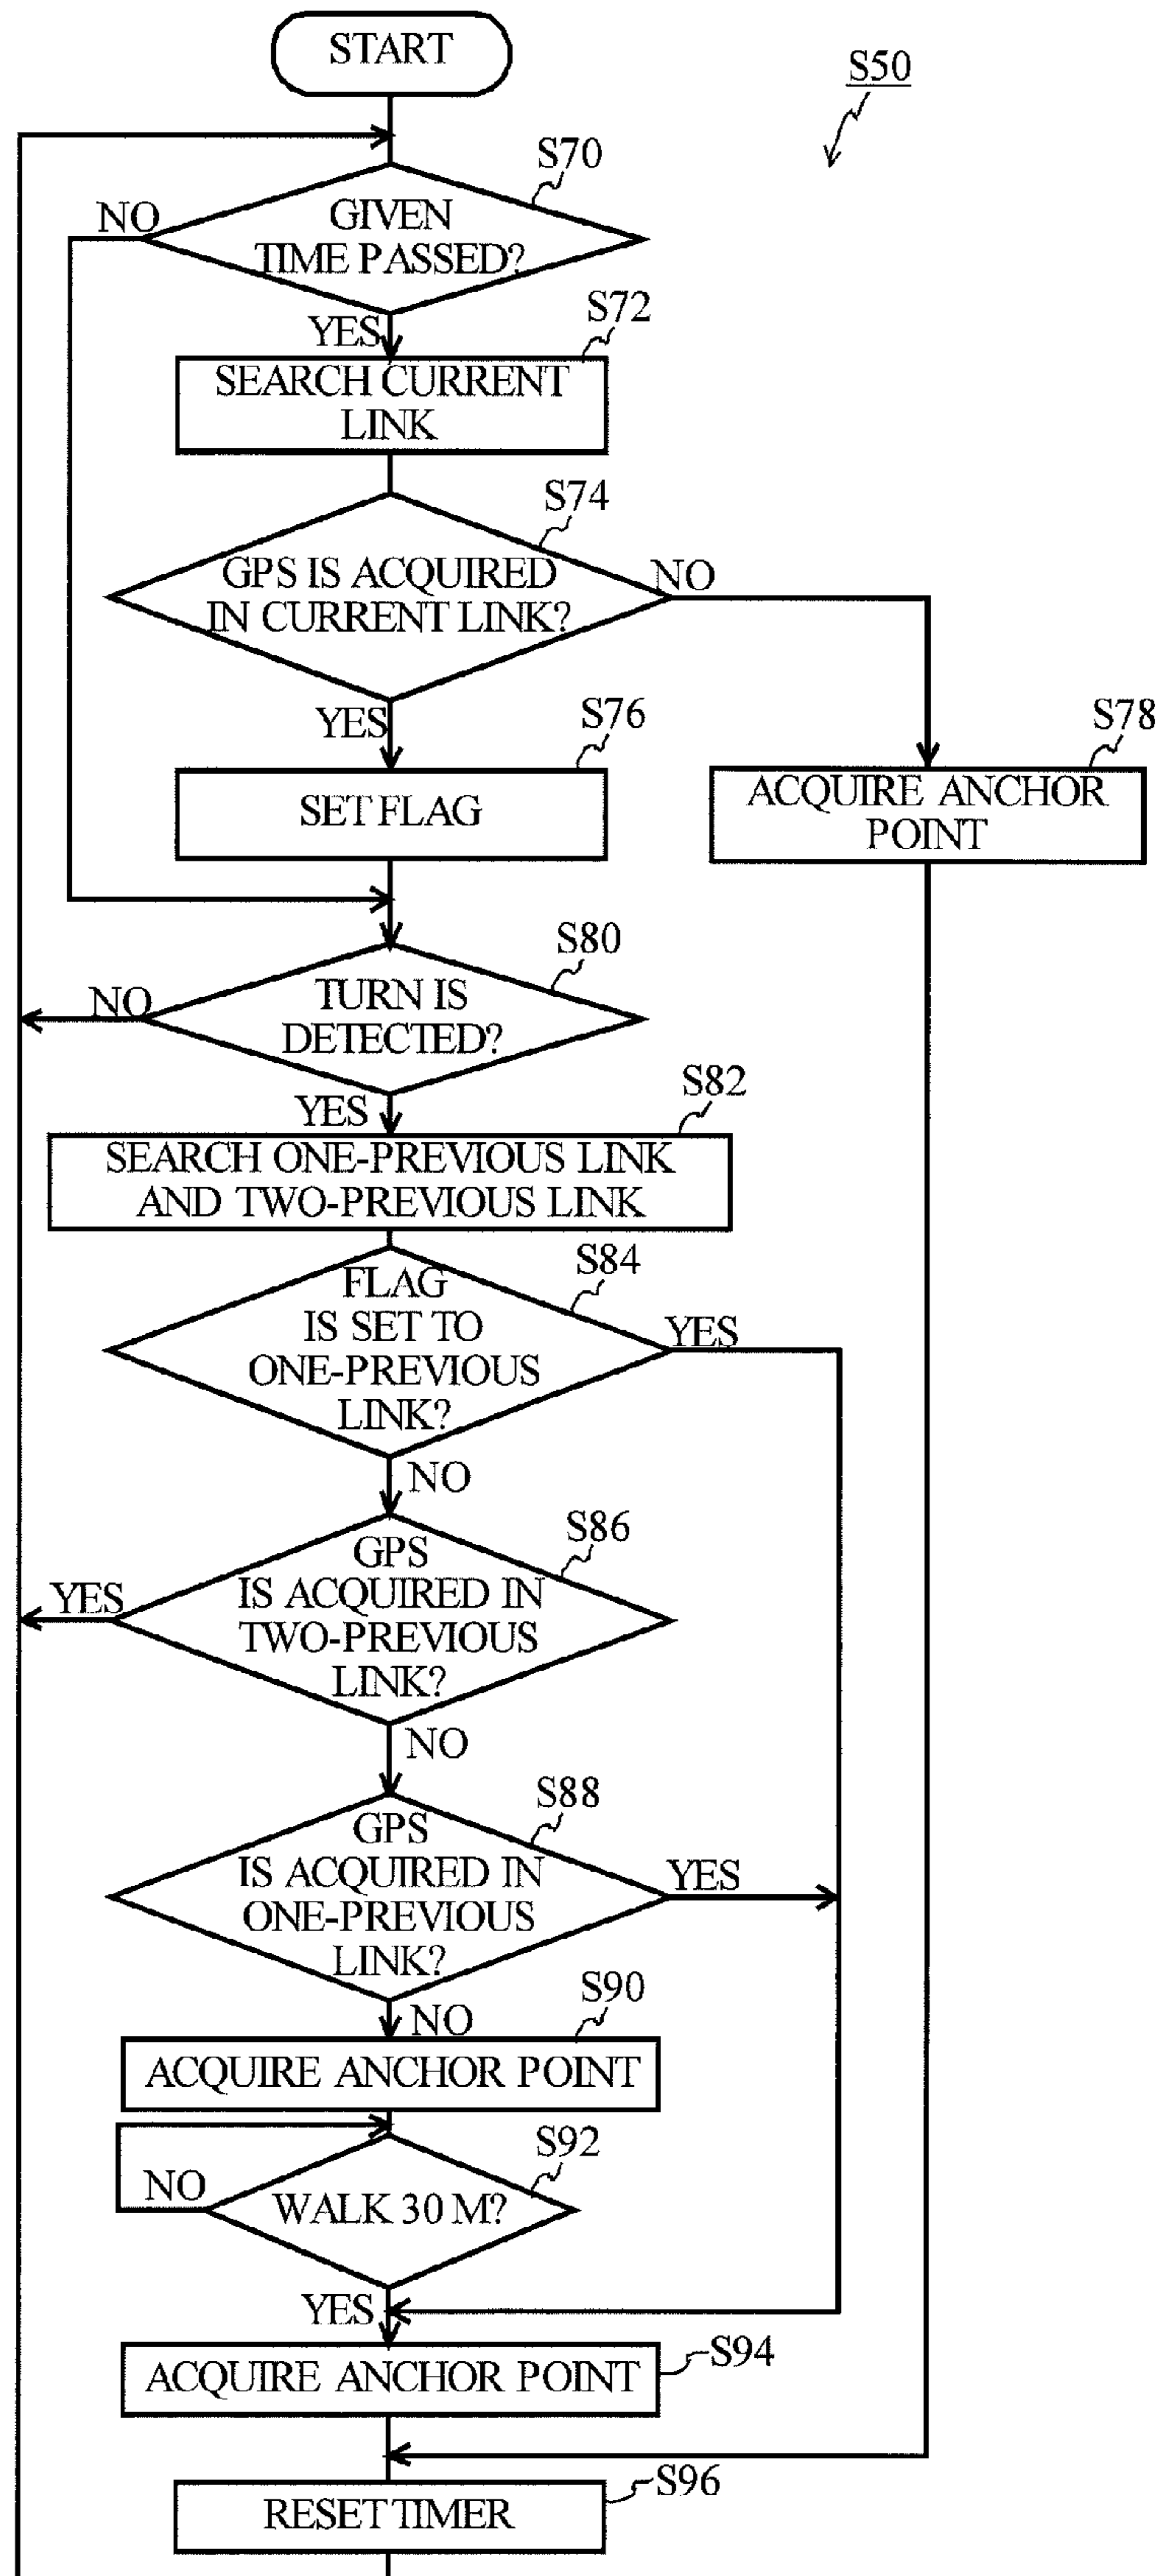 START
S50
S70
NO
GIVEN
TIME PASSED?
YES
S72
SEARCH CURRENT
LINK
S74
GPS IS ACQUIRED
IN CURRENT LINK?
NO
YES
S76
S78
SET FLAG
ACQUIRE ANCHOR
POINT
S80
NO
TURN IS
DETECTED?
YES
S82
SEARCH ONE-PREVIOUS LINK
AND TWO-PREVIOUS LINK
S84
FLAG
IS SET TO
ONE-PREVIOUS
LINK?
YES
NO
S86
GPS
IS ACQUIRED IN
TWO-PREVIOUS
LINK?
YES
NO
S88
GPS
IS ACQUIRED IN
ONE-PREVIOUS
LINK?
YES
NO
S90
ACQUIRE ANCHOR POINT
S92
NO
WALK 30 M?
YES
ACQUIRE ANCHOR POINT
S94
S96
RESET TIMER